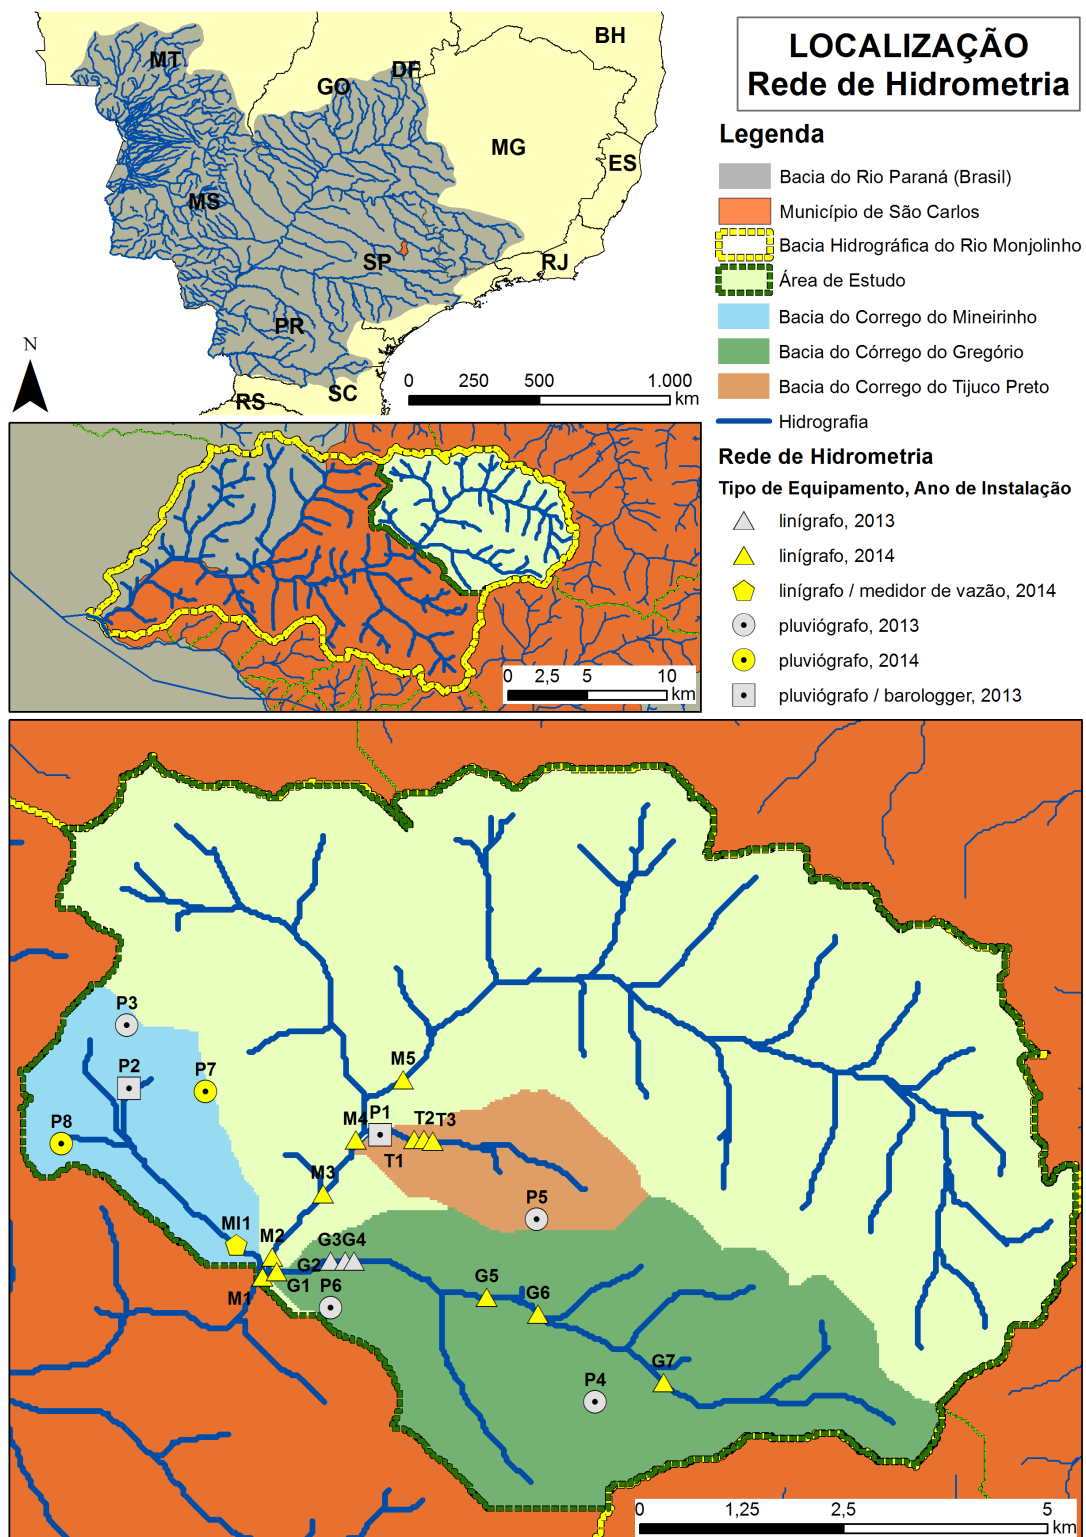 LOCALIZAÇÃO
Rede de Hidrometria
MT
BH
DF
GO
MG
ES
MS
SP
RJ
PR
SC
RS
N
0 250 500 1.000
km
Legenda
Bacia do Rio Paraná (Brasil)
Município de São Carlos
Bacia Hidrográfica do Rio Monjolinho
Área de Estudo
Bacia do Corrego do Mineirinho
Bacia do Córrego do Gregório
Bacia do Corrego do Tijuco Preto
Hidrografia
Rede de Hidrometria
Tipo de Equipamento, Ano de Instalação
linígrafo, 2013
linígrafo, 2014
linígrafo / medidor de vazão, 2014
pluviógrafo, 2013
pluviógrafo, 2014
pluviógrafo / barologger, 2013
0 2,5 5 10
km
P3
P2
P7
M5
P8
M4
P1
T2
T3
T1
M3
P5
MI1
M2
G3
G4
G2
G1
P6
M1
G5
G6
G7
P4
0 1,25 2,5 5
km